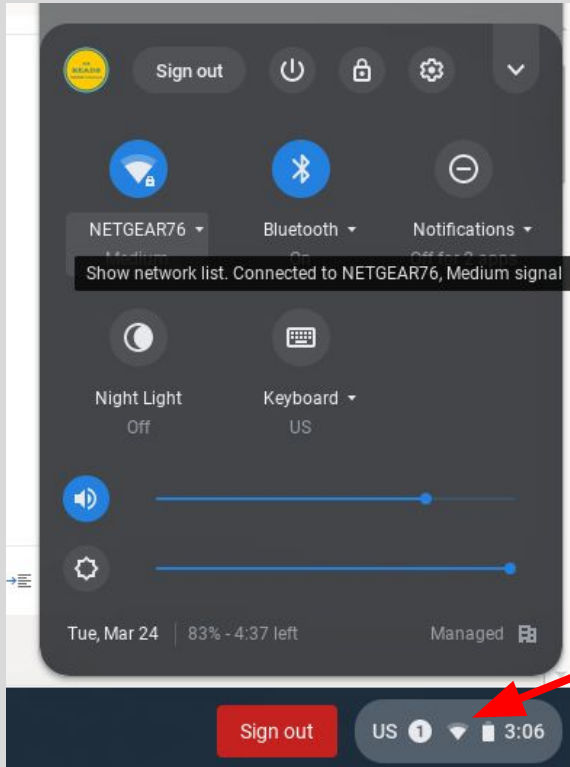 Sign out
NETGEAR76 Bluetooth Notifications
Show network list. Connected to NETGEAR76, Medium signal
Night Light Keyboard
Off US
Tue, Mar 24 83% - 4:37 left Managed
Sign out US 1 3:06